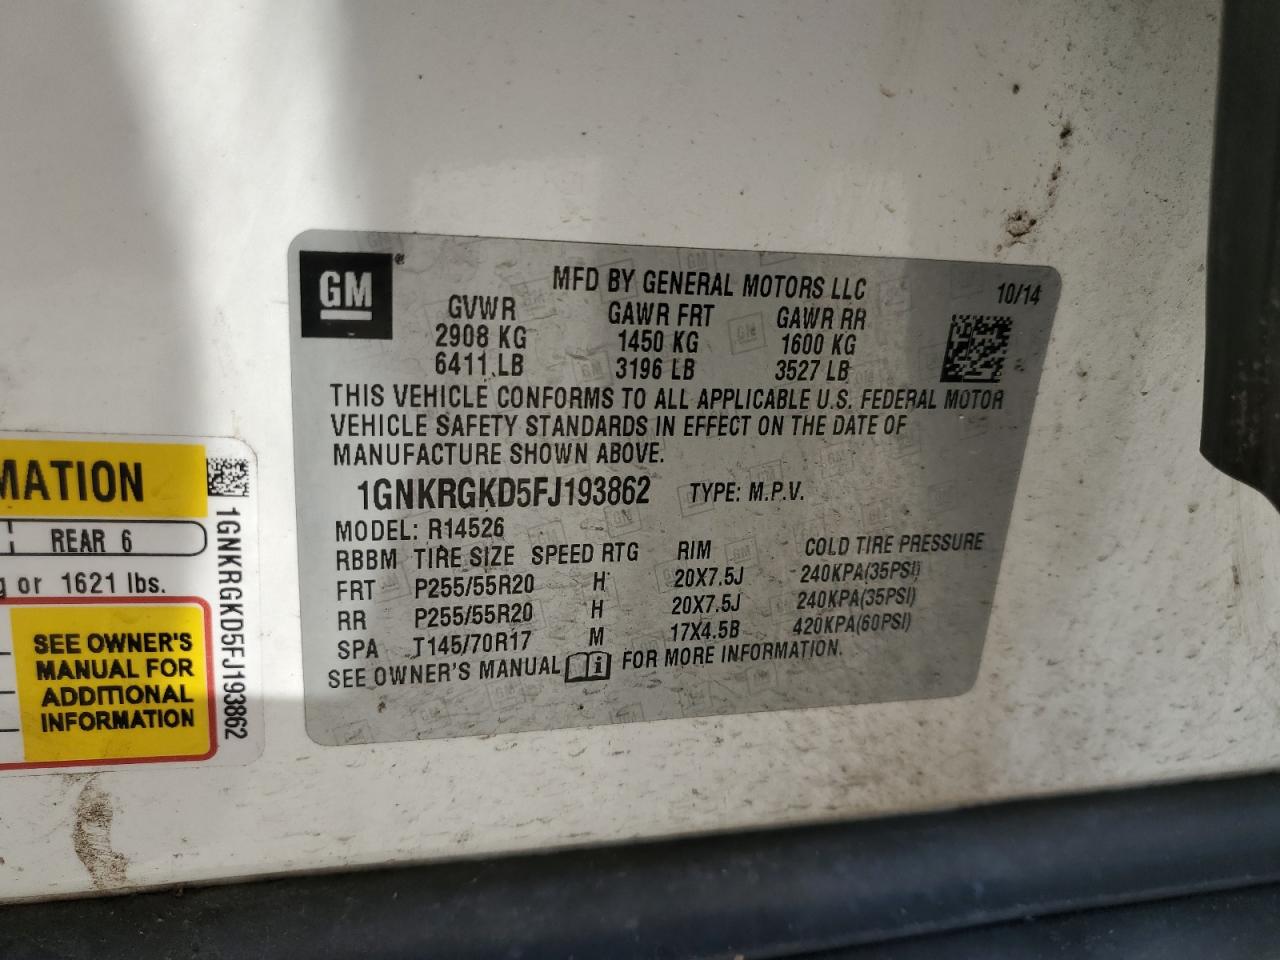 GM
MFD BY GENERAL MOTORS LLC
10/14
GVWR GAWR FRT GAWR RR
2908 KG 1450 KG 1600 KG
6411 LB 3196 LB 3527 LB
THIS VEHICLE CONFORMS TO ALL APPLICABLE U.S. FEDERAL MOTOR
VEHICLE SAFETY STANDARDS IN EFFECT ON THE DATE OF
MANUFACTURE SHOWN ABOVE.
1GNKRGKD5FJ193862 TYPE: M.P.V.
MODEL: R14526
RBBM TIRE SIZE SPEED RTG RIM COLD TIRE PRESSURE
FRT P255/55R20 H 20X7.5J 240KPA(35PSI)
RR P255/55R20 H 20X7.5J 240KPA(35PSI)
SPA T145/70R17 M 17X4.5B 420KPA(60PSI)
SEE OWNER'S MANUAL FOR MORE INFORMATION.
MATION
REAR 6
g or 1621 lbs.
SEE OWNER'S
MANUAL FOR
ADDITIONAL
INFORMATION
1GNKRGKD5FJ193862